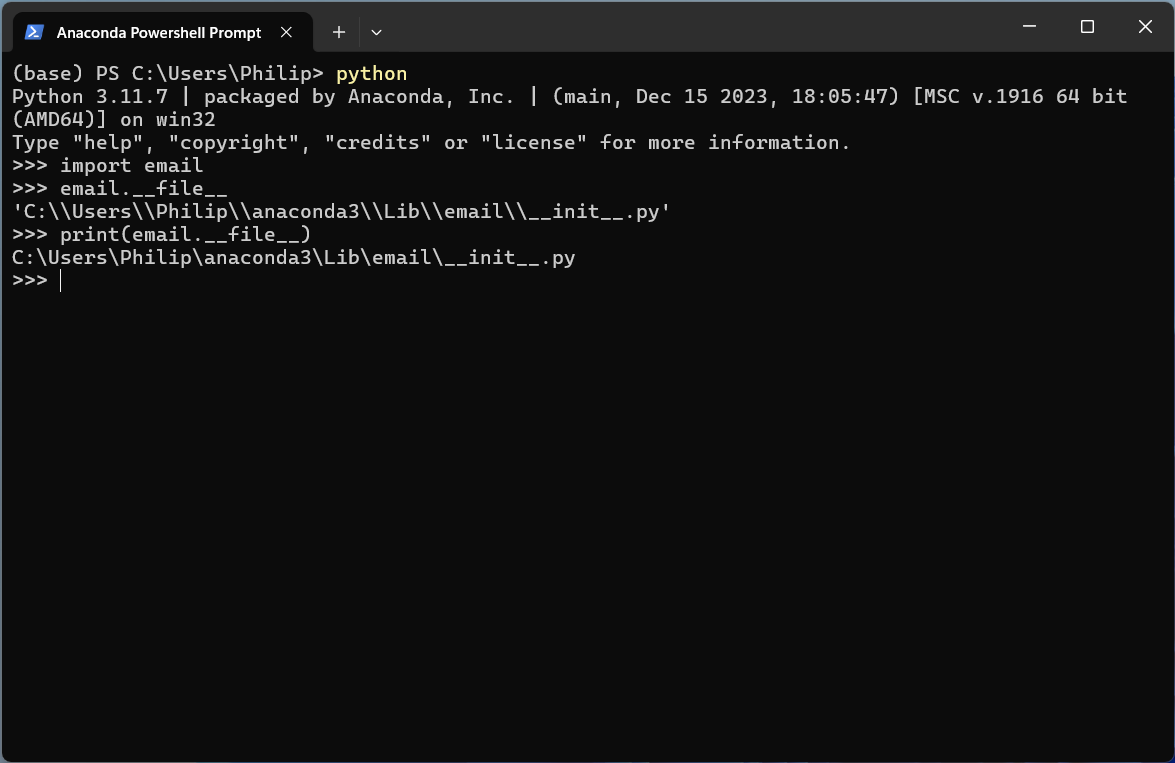 Anaconda Powershell Prompt
(base) PS C:\Users\Philip> python
Python 3.11.7 | packaged by Anaconda, Inc. | (main, Dec 15 2023, 18:05:47) [MSC v.1916 64 bit
(AMD64)] on win32
Type "help", "copyright", "credits" or "license" for more information.
>>> import email
>>> email.__file__
'C:\\Users\\Philip\\anaconda3\\Lib\\email\\__init__.py'
>>> print(email.__file__)
C:\Users\Philip\anaconda3\Lib\email\__init__.py
>>>